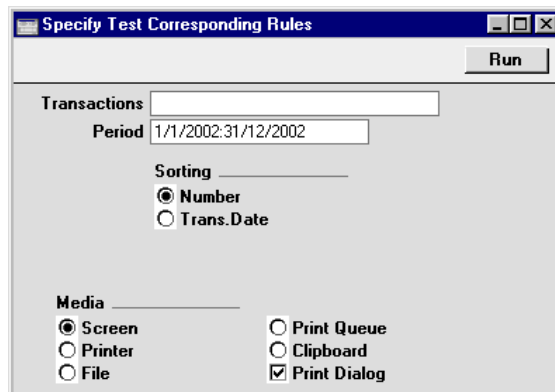 Specify Test Corresponding Rules
Run
Transactions
Period 1/1/2002:31/12/2002
Sorting
Number
Trans.Date
Media
Screen Print Queue
Printer Clipboard
File Print Dialog